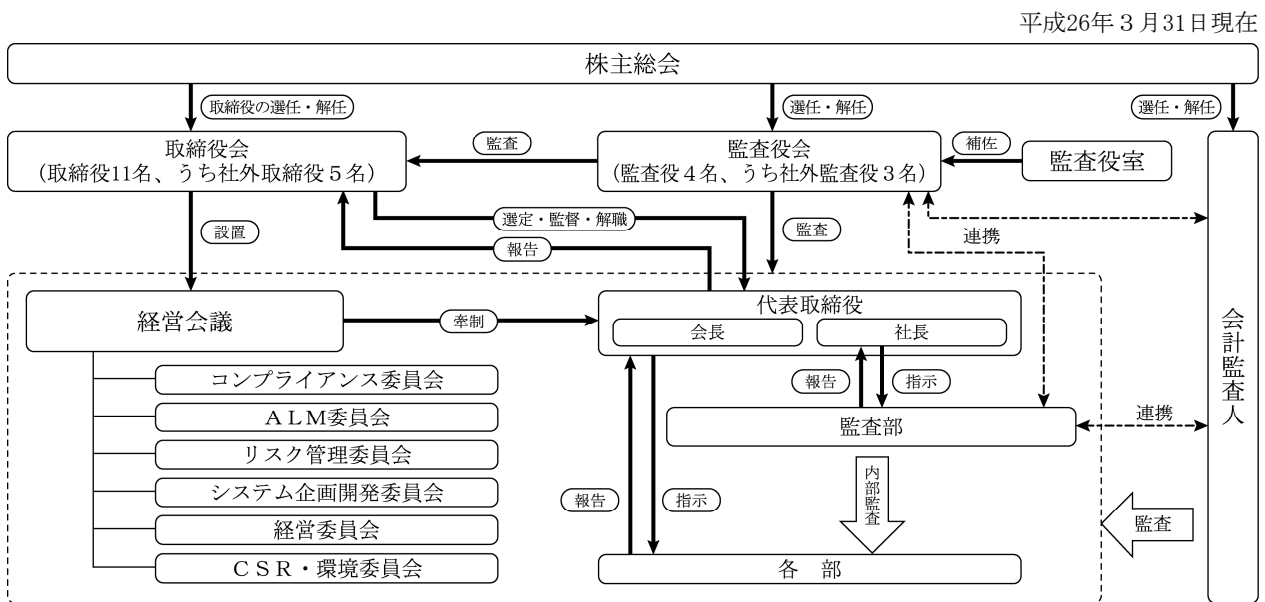 平成26年３月31日現在
株主総会
取締役の選任・解任
選任・解任
選任・解任
取締役会
（取締役11名、うち社外取締役５名）
監査
監査役会
（監査役４名、うち社外監査役３名）
補佐
監査役室
設置
選定・監督・解職
報告
監査
連携
経営会議
牽制
代表取締役
会長
社長
会計監査人
コンプライアンス委員会
ＡＬＭ委員会
リスク管理委員会
システム企画開発委員会
経営委員会
ＣＳＲ・環境委員会
報告
指示
監査部
連携
報告
指示
内部監査
監査
各　部